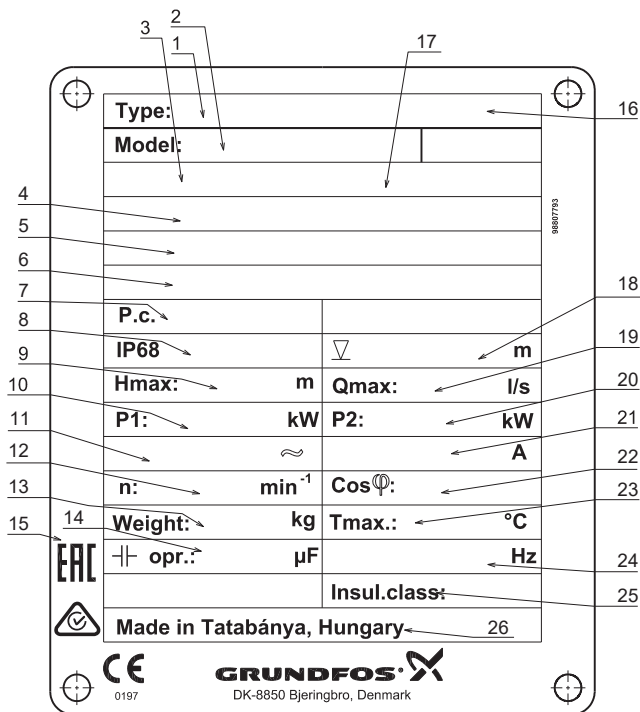 2
3
1
17
Type:
16
Model:
4
5
98807793
6
7
P.c.
18
8
IP68
m
19
9
Hmax: m Qmax: l/s
20
10
P1: kW P2: kW
21
11
A
22
12
n: min⁻¹ Cosφ:
23
13
Weight: kg Tmax.: °C
15
14
EAC
opr.: µF Hz
24
Insul.class:
25
Made in Tatabánya, Hungary
26
CE
0197
GRUNDFOS
DK-8850 Bjeringbro, Denmark